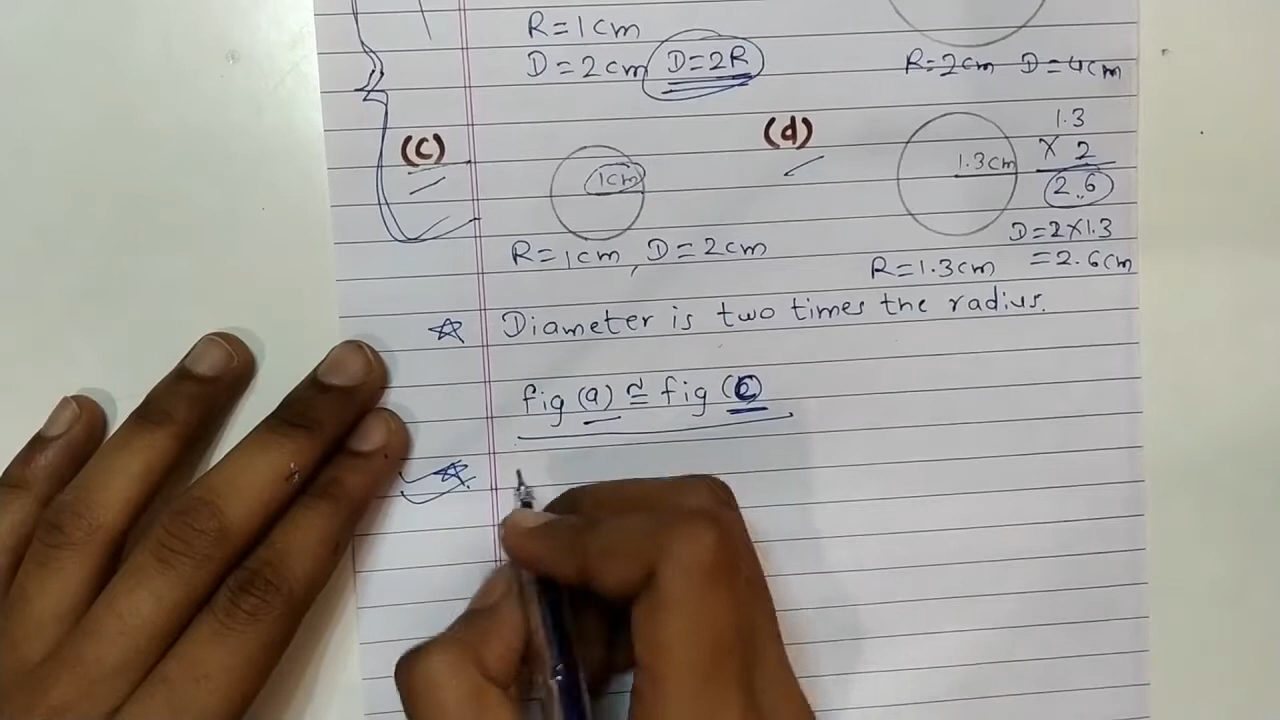 R=1cm
D=2cm D=2R
R=2cm D=4cm
(c) 1cm
(d) 1.3cm
1.3
× 2
2.6
D=2×1.3
=2.6cm
R=1cm, D=2cm
R=1.3cm
Diameter is two times the radius.
fig (a) ≅ fig (c)